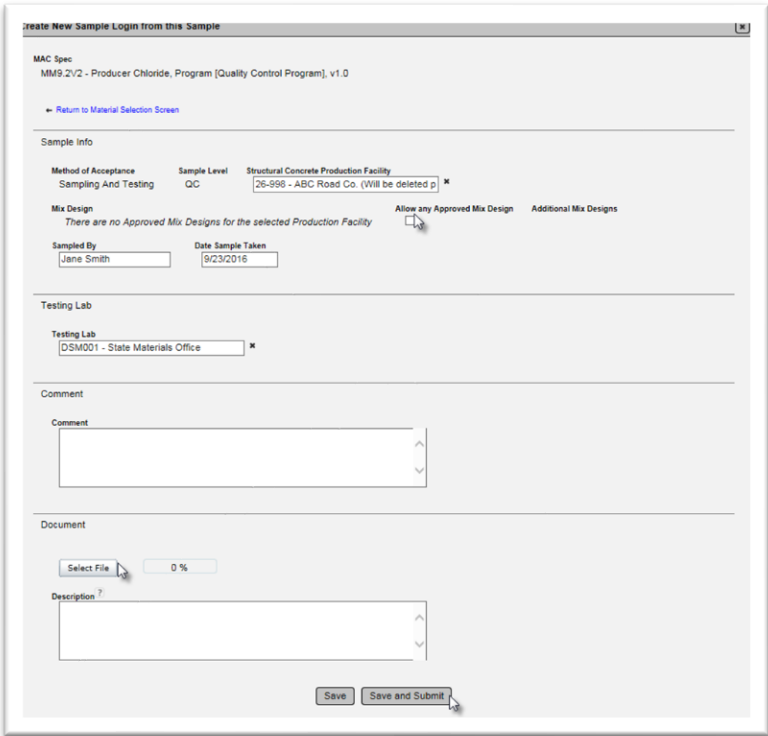 Create New Sample Login from this Sample
MAC Spec
MM9.2V2 - Producer Chloride, Program [Quality Control Program], v1.0
← Return to Material Selection Screen
Sample Info
Method of Acceptance Sample Level Structural Concrete Production Facility
Sampling And Testing QC 26-998 - ABC Road Co. (Will be deleted p
Mix Design Allow any Approved Mix Design Additional Mix Designs
There are no Approved Mix Designs for the selected Production Facility
Sampled By Date Sample Taken
Jane Smith 9/23/2016
Testing Lab
Testing Lab
DSM001 - State Materials Office
Comment
Comment
Document
Select File 0 %
Description ?
Save Save and Submit